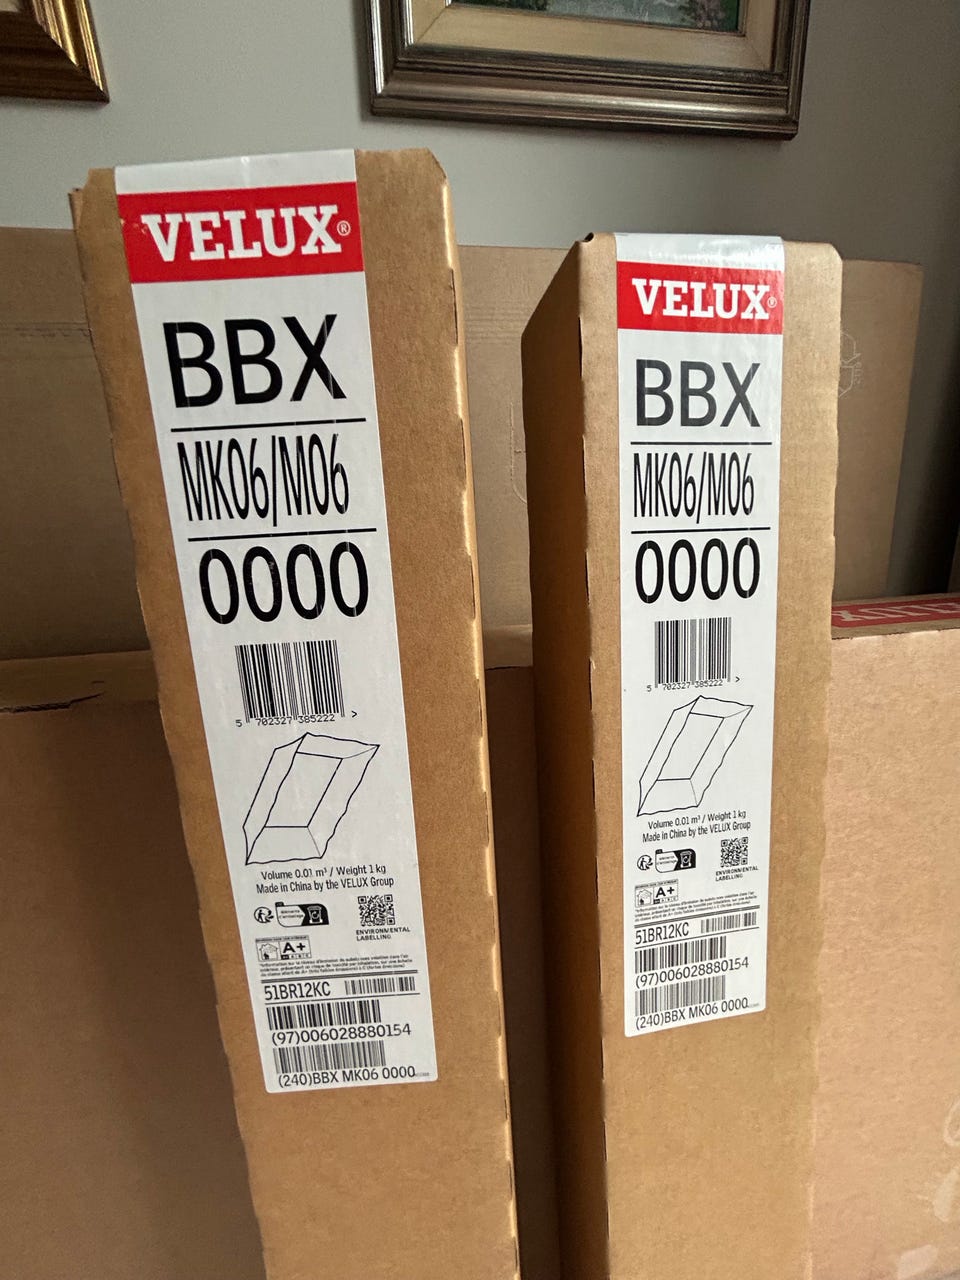 VELUX®
BBX
MK06/M06
0000
5 702327 385222 >
Volume 0.01 m³ / Weight 1 kg
Made in China by the VELUX Group
ENVIRONMENTAL
LABELLING
A+
51BR12KC
(97)006028880154
(240)BBX MK06 0000
VELUX®
BBX
MK06/M06
0000
5 702327 385222 >
Volume 0.01 m³ / Weight 1 kg
Made in China by the VELUX Group
ENVIRONMENTAL
LABELLING
A+
51BR12KC
(97)006028880154
(240)BBX MK06 0000
VELUX